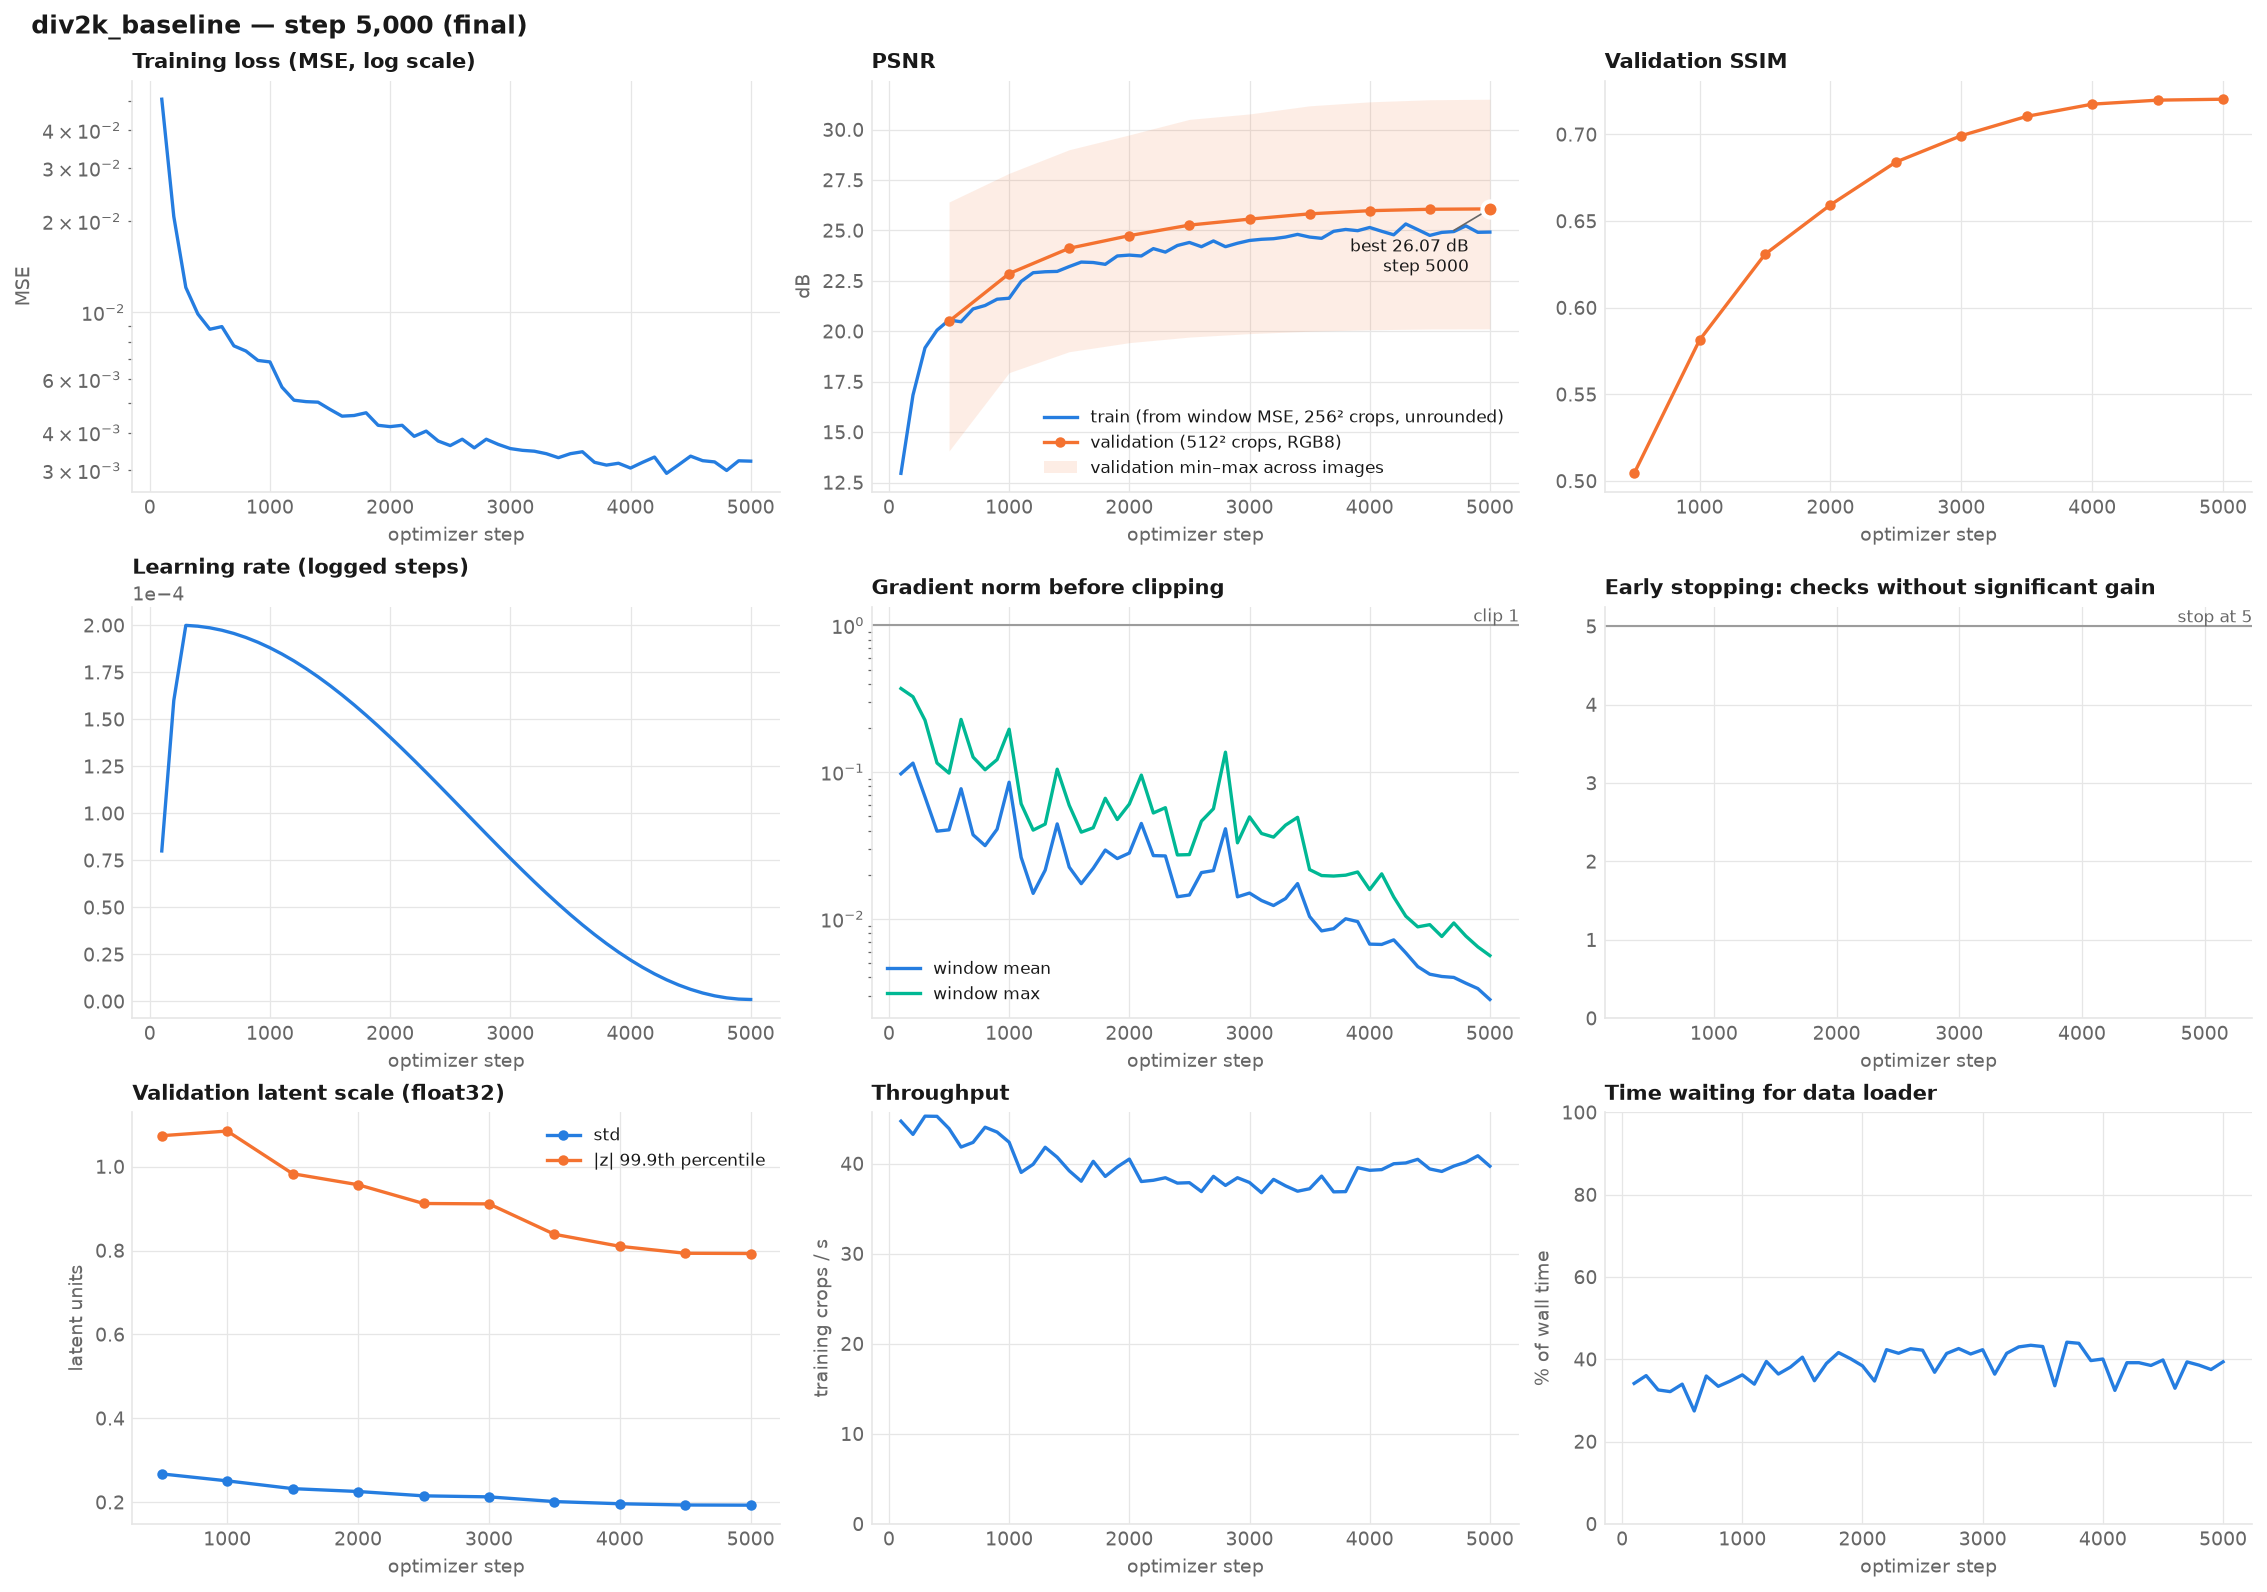 div2k_baseline — step 5,000 (final)
Training loss (MSE, log scale)
MSE
4 × 10⁻²
3 × 10⁻²
2 × 10⁻²
10⁻²
6 × 10⁻³
4 × 10⁻³
3 × 10⁻³
0 1000 2000 3000 4000 5000
optimizer step
PSNR
dB
30.0
27.5
25.0
22.5
20.0
17.5
15.0
12.5
best 26.07 dB
step 5000
train (from window MSE, 256² crops, unrounded)
validation (512² crops, RGB8)
validation min–max across images
0 1000 2000 3000 4000 5000
optimizer step
Validation SSIM
0.70
0.65
0.60
0.55
0.50
1000 2000 3000 4000 5000
optimizer step
Learning rate (logged steps)
1e−4
2.00
1.75
1.50
1.25
1.00
0.75
0.50
0.25
0.00
0 1000 2000 3000 4000 5000
optimizer step
Gradient norm before clipping
clip 1
10⁰
10⁻¹
10⁻²
window mean
window max
0 1000 2000 3000 4000 5000
optimizer step
Early stopping: checks without significant gain
stop at 5
5
4
3
2
1
0
1000 2000 3000 4000 5000
optimizer step
Validation latent scale (float32)
latent units
std
|z| 99.9th percentile
1.0
0.8
0.6
0.4
0.2
1000 2000 3000 4000 5000
optimizer step
Throughput
training crops / s
40
30
20
10
0
0 1000 2000 3000 4000 5000
optimizer step
Time waiting for data loader
% of wall time
100
80
60
40
20
0
0 1000 2000 3000 4000 5000
optimizer step